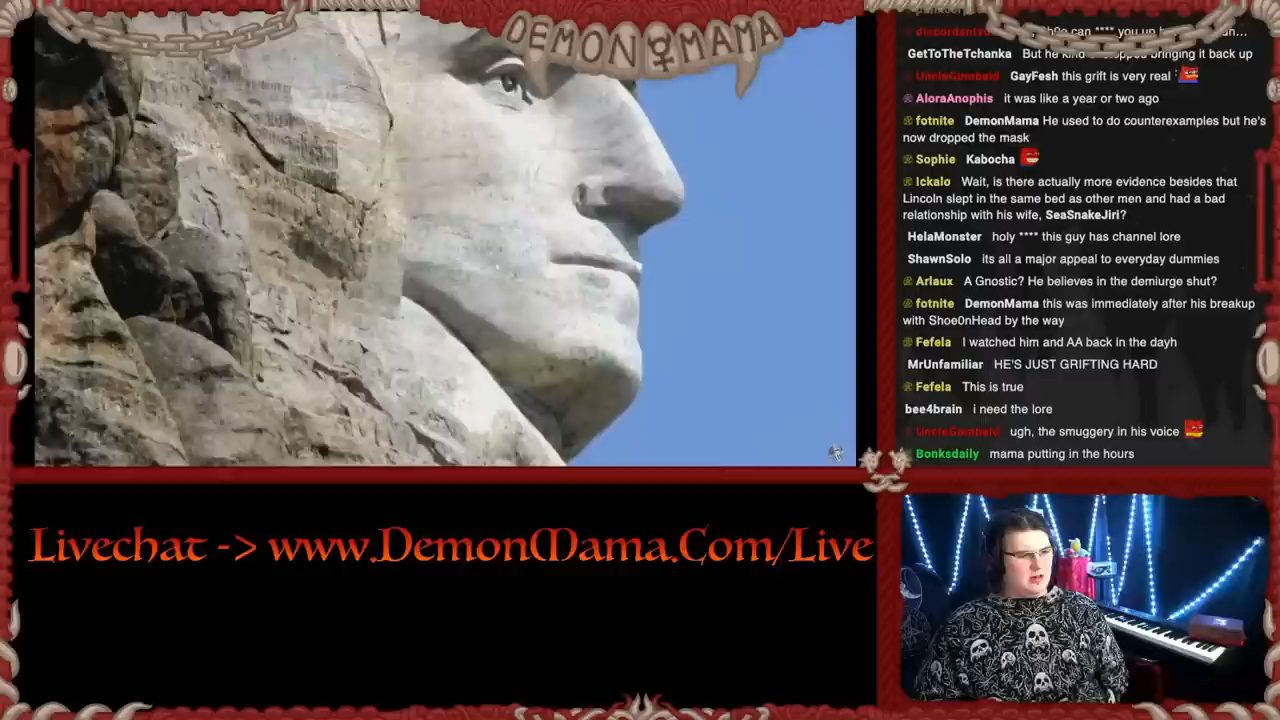 DEMON♀MAMA
GetToTheTchanka But he bringing it back up
UncleGumbald GayFesh this grift is very real
AloraAnophis it was like a year or two ago
fotnite DemonMama He used to do counterexamples but he's
now dropped the mask
Sophie Kabocha
Ickalo Wait, is there actually more evidence besides that
Lincoln slept in the same bed as other men and had a bad
relationship with his wife, SeaSnakeJiri?
HelaMonster holy **** this guy has channel lore
ShawnSolo its all a major appeal to everyday dummies
Arlaux A Gnostic? He believes in the demiurge shut?
fotnite DemonMama this was immediately after his breakup
with Shoe0nHead by the way
Fefela I watched him and AA back in the dayh
MrUnfamiliar HE'S JUST GRIFTING HARD
Fefela This is true
bee4brain i need the lore
UncleGumbald ugh, the smuggery in his voice
Bonksdaily mama putting in the hours
Livechat -> www.DemonMama.Com/Live